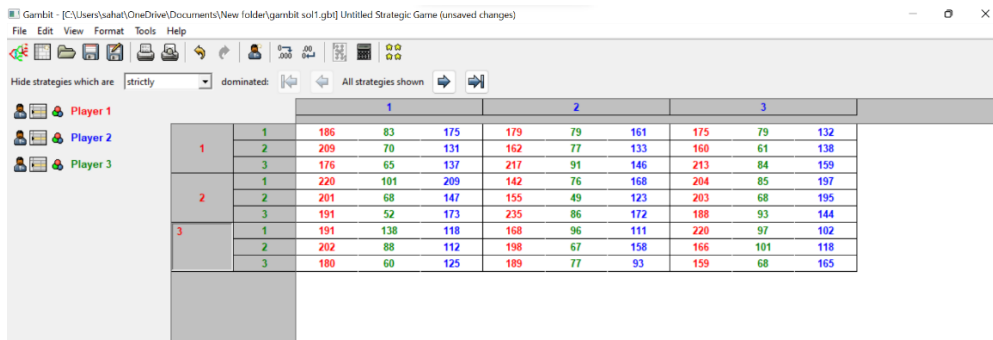 Gambit - [C:\Users\sahat\OneDrive\Documents\New folder\gambit sol1.gbt] Untitled Strategic Game (unsaved changes)
File Edit View Format Tools Help
Hide strategies which are strictly dominated: All strategies shown
1 2 3
Player 1
Player 2
Player 3
1 1 186 83 175 179 79 161 175 79 132
2 209 70 131 162 77 133 160 61 138
3 176 65 137 217 91 146 213 84 159
2 1 220 101 209 142 76 168 204 85 197
2 201 68 147 155 49 123 203 68 195
3 191 52 173 235 86 172 188 93 144
3 1 191 138 118 168 96 111 220 97 102
2 202 88 112 198 67 158 166 101 118
3 180 60 125 189 77 93 159 68 165